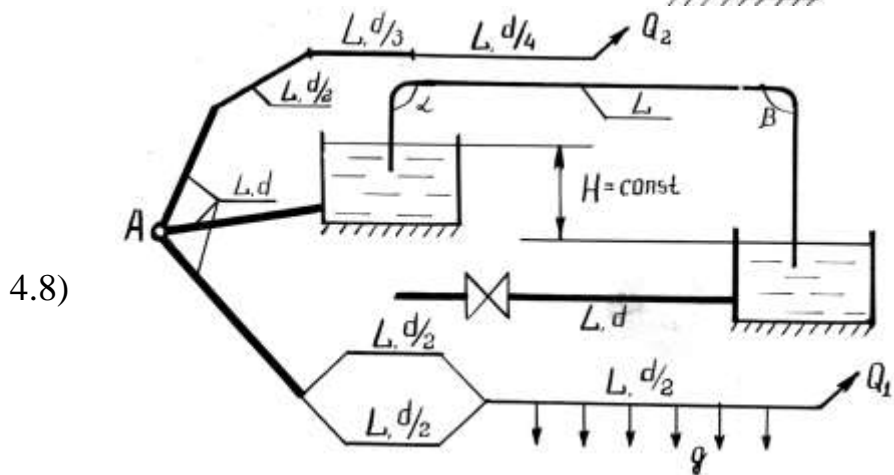 L, d/3
L, d/4
Q₂
L, d/2
α
L
β
L, d
H = const
A
4.8)
L, d
L, d/2
L, d/2
L, d/2
Q₁
q